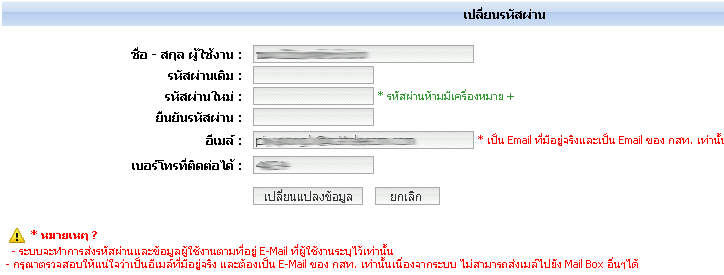 เปลี่ยนรหัสผ่าน
ชื่อ - สกุล ผู้ใช้งาน :
รหัสผ่านเดิม :
รหัสผ่านใหม่ : * รหัสผ่านห้ามมีเครื่องหมาย +
ยืนยันรหัสผ่าน :
อีเมล์ : * เป็น Email ที่มีอยู่จริงและเป็น Email ของ กสท. เท่านั้น
เบอร์โทรที่ติดต่อได้ :
เปลี่ยนแปลงข้อมูล ยกเลิก
* หมายเหตุ ?
- ระบบจะทำการส่งรหัสผ่านและข้อมูลผู้ใช้งานตามที่อยู่ E-Mail ที่ผู้ใช้งานระบุไว้เท่านั้น
- กรุณาตรวจสอบให้แน่ใจว่าเป็นอีเมล์ที่มีอยู่จริง และต้องเป็น E-Mail ของ กสท. เท่านั้นเนื่องจากระบบ ไม่สามารถส่งเมล์ไปยัง Mail Box อื่นๆได้